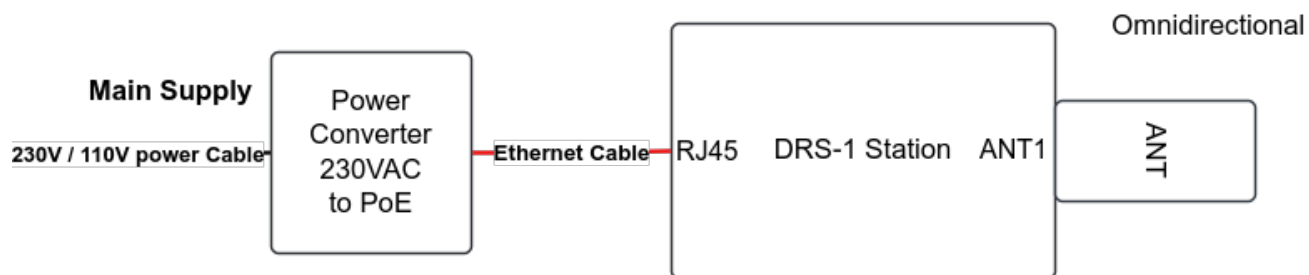 Omnidirectional
Main Supply
230V / 110V power Cable
Power
Converter
230VAC
to PoE
Ethernet Cable
RJ45
DRS-1 Station
ANT1
ANT